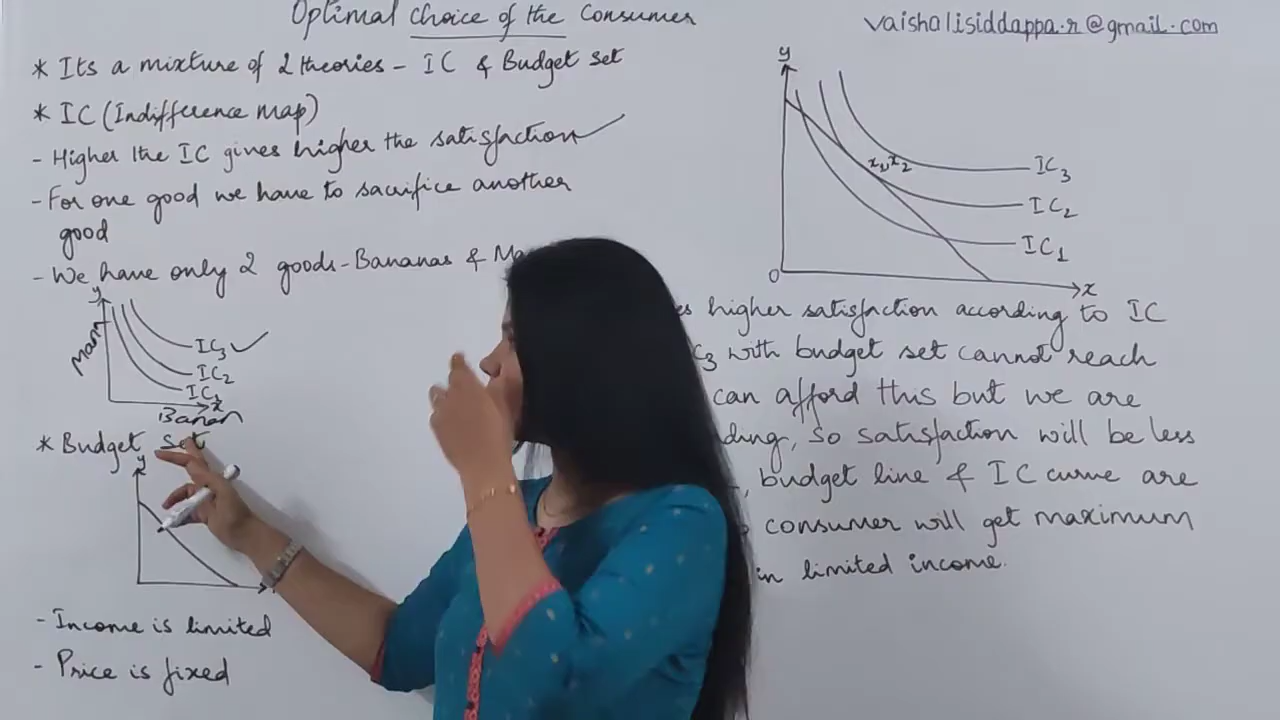 Optimal choice of the Consumer
vaishalisiddappa.r@gmail.com
* Its a mixture of 2 theories - IC & Budget set
* IC (Indifference map)
- Higher the IC gives higher the satisfaction
- For one good we have to sacrifice another
good
- We have only 2 goods - Bananas &
y
Man
IC3
IC2
IC1
x
Banan
* Budget set
y
- Income is limited
- Price is fixed
y
x1, x2
IC3
IC2
IC1
0
x
higher satisfaction according to IC
with budget set cannot reach
can afford this but we are
so satisfaction will be less
budget line & IC curve are
consumer will get maximum
in limited income.